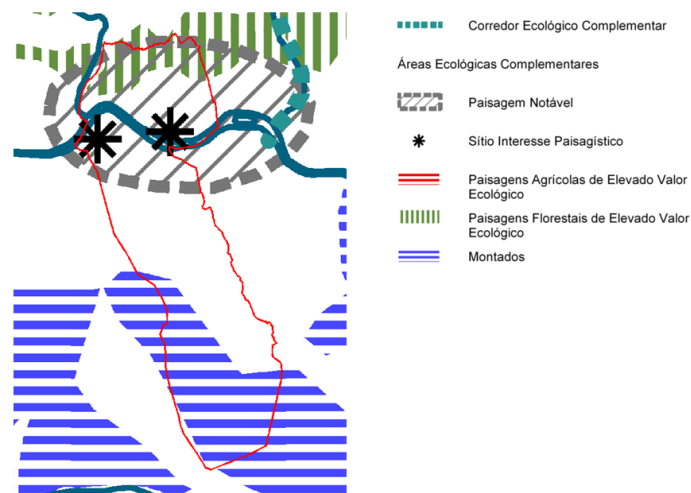 Corredor Ecológico Complementar
Áreas Ecológicas Complementares
Paisagem Notável
Sítio Interesse Paisagístico
Paisagens Agrícolas de Elevado Valor
Ecológico
Paisagens Florestais de Elevado Valor
Ecológico
Montados